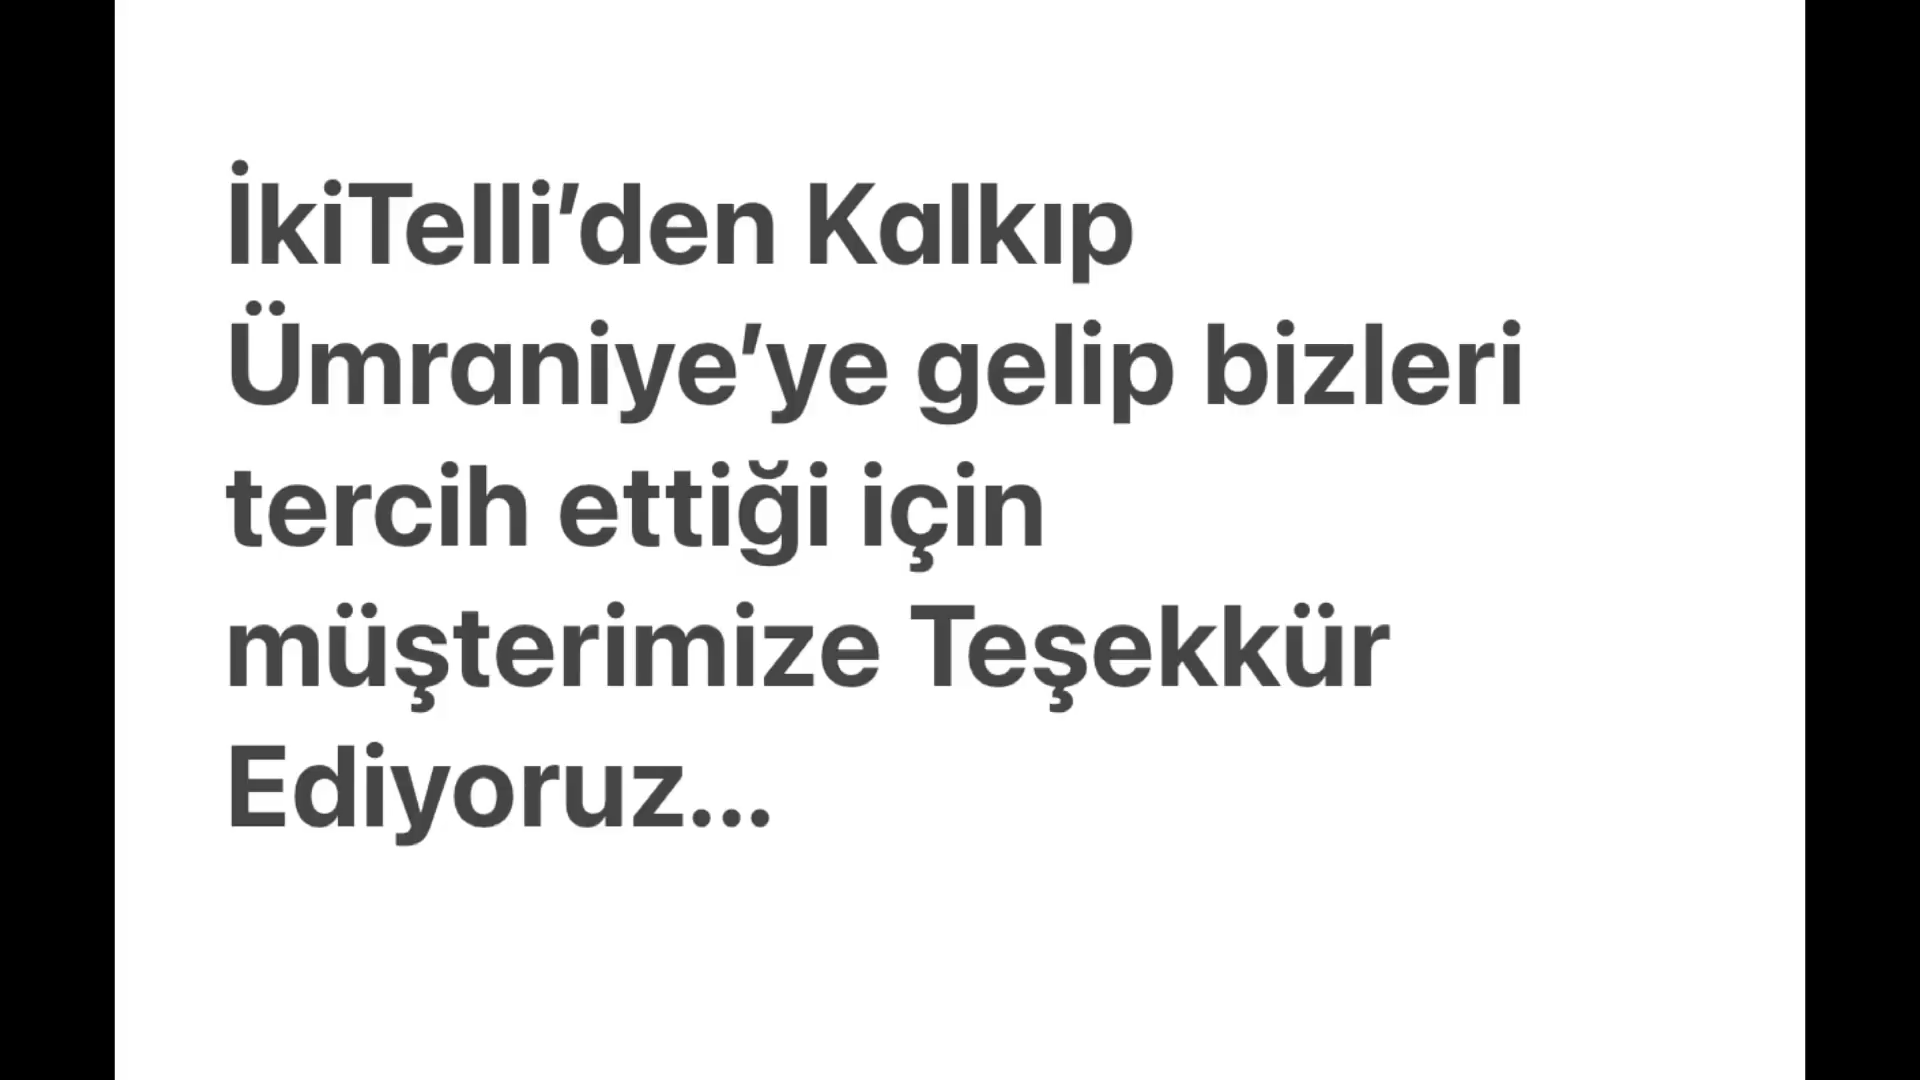 İkiTelli’den Kalkıp
Ümraniye’ye gelip bizleri
tercih ettiği için
müşterimize Teşekkür
Ediyoruz...